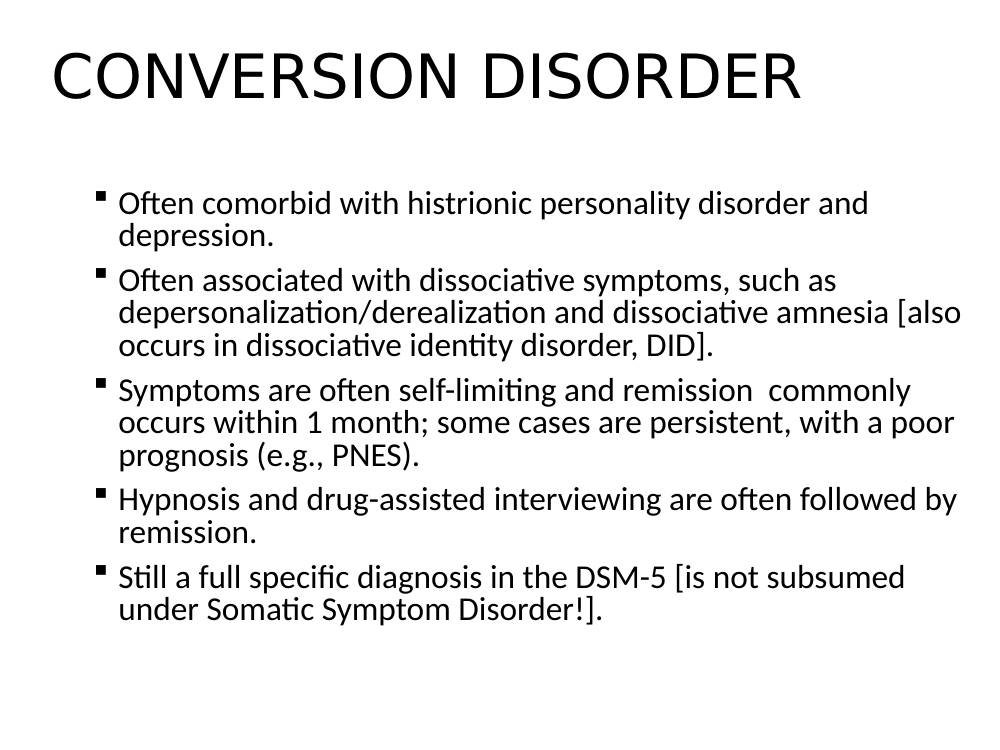 CONVERSION DISORDER
▪ Often comorbid with histrionic personality disorder and
depression.
▪ Often associated with dissociative symptoms, such as
depersonalization/derealization and dissociative amnesia [also
occurs in dissociative identity disorder, DID].
▪ Symptoms are often self-limiting and remission  commonly
occurs within 1 month; some cases are persistent, with a poor
prognosis (e.g., PNES).
▪ Hypnosis and drug-assisted interviewing are often followed by
remission.
▪ Still a full specific diagnosis in the DSM-5 [is not subsumed
under Somatic Symptom Disorder!].